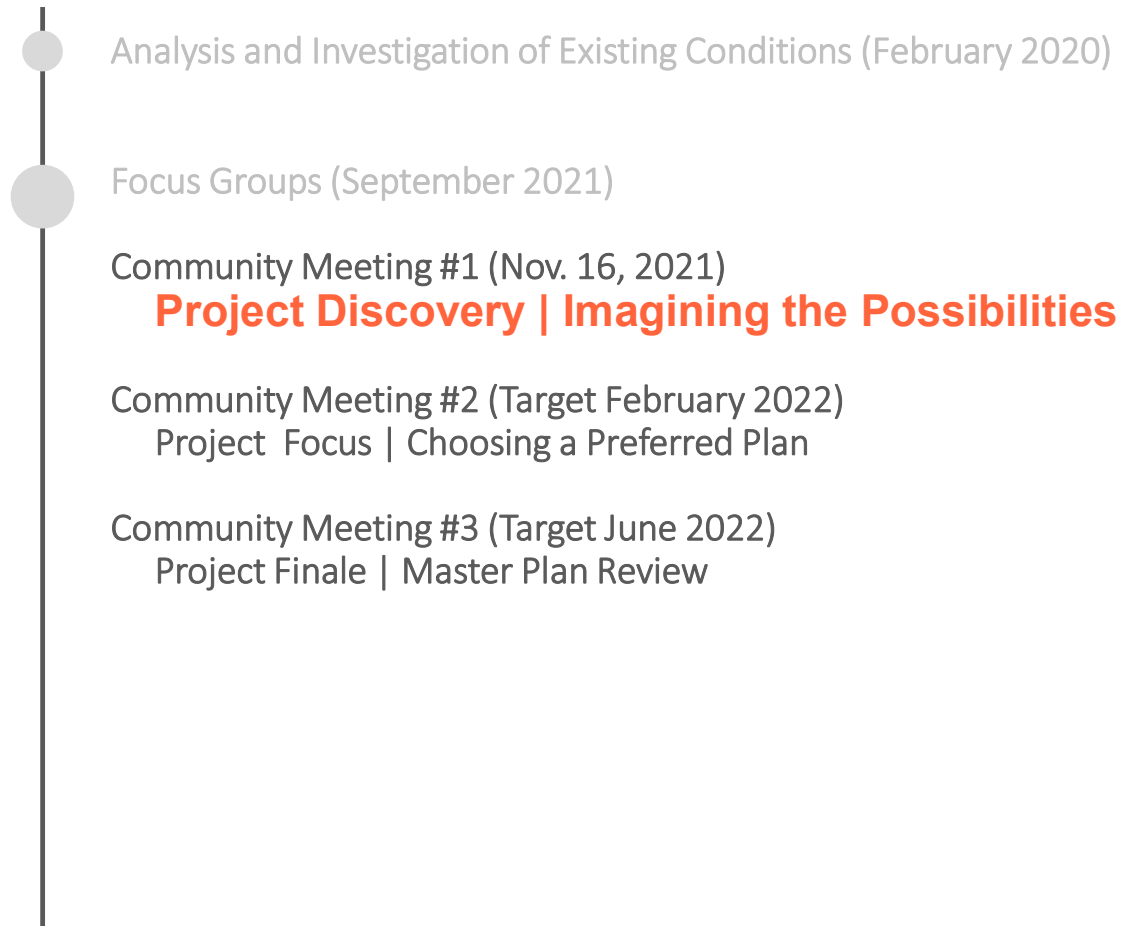 Analysis and Investigation of Existing Conditions (February 2020)
Focus Groups (September 2021)
Community Meeting #1 (Nov. 16, 2021)
Project Discovery | Imagining the Possibilities
Community Meeting #2 (Target February 2022)
Project  Focus | Choosing a Preferred Plan
Community Meeting #3 (Target June 2022)
Project Finale | Master Plan Review